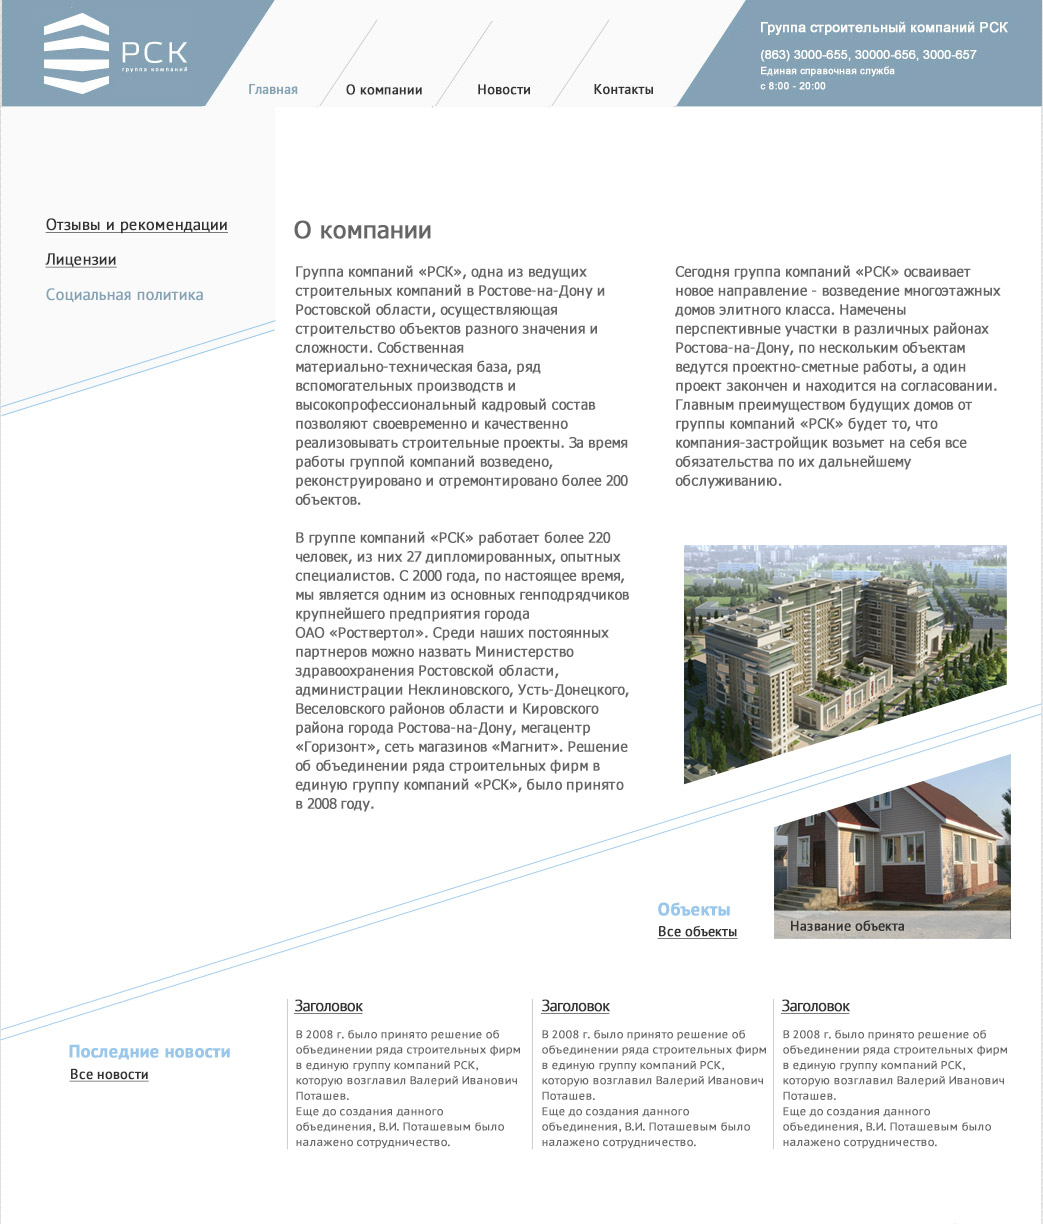 РСК
группа компаний
Главная
О компании
Новости
Контакты
Группа строительный компаний РСК
(863) 3000-655, 30000-656, 3000-657
Единая справочная служба
с 8:00 - 20:00
Отзывы и рекомендации
Лицензии
Социальная политика
О компании
Группа компаний «РСК», одна из ведущих
строительных компаний в Ростове-на-Дону и
Ростовской области, осуществляющая
строительство объектов разного значения и
сложности. Собственная
материально-техническая база, ряд
вспомогательных производств и
высокопрофессиональный кадровый состав
позволяют своевременно и качественно
реализовывать строительные проекты. За время
работы группой компаний возведено,
реконструировано и отремонтировано более 200
объектов.
В группе компаний «РСК» работает более 220
человек, из них 27 дипломированных, опытных
специалистов. С 2000 года, по настоящее время,
мы является одним из основных генподрядчиков
крупнейшего предприятия города
ОАО «Роствертол». Среди наших постоянных
партнеров можно назвать Министерство
здравоохранения Ростовской области,
администрации Неклиновского, Усть-Донецкого,
Веселовского районов области и Кировского
района города Ростова-на-Дону, мегацентр
«Горизонт», сеть магазинов «Магнит». Решение
об объединении ряда строительных фирм в
единую группу компаний «РСК», было принято
в 2008 году.
Сегодня группа компаний «РСК» осваивает
новое направление - возведение многоэтажных
домов элитного класса. Намечены
перспективные участки в различных районах
Ростова-на-Дону, по нескольким объектам
ведутся проектно-сметные работы, а один
проект закончен и находится на согласовании.
Главным преимуществом будущих домов от
группы компаний «РСК» будет то, что
компания-застройщик возьмет на себя все
обязательства по их дальнейшему
обслуживанию.
Объекты
Все объекты
Название объекта
Последние новости
Все новости
Заголовок
В 2008 г. было принято решение об
объединении ряда строительных фирм
в единую группу компаний РСК,
которую возглавил Валерий Иванович
Поташев.
Еще до создания данного
объединения, В.И. Поташевым было
налажено сотрудничество.
Заголовок
В 2008 г. было принято решение об
объединении ряда строительных фирм
в единую группу компаний РСК,
которую возглавил Валерий Иванович
Поташев.
Еще до создания данного
объединения, В.И. Поташевым было
налажено сотрудничество.
Заголовок
В 2008 г. было принято решение об
объединении ряда строительных фирм
в единую группу компаний РСК,
которую возглавил Валерий Иванович
Поташев.
Еще до создания данного
объединения, В.И. Поташевым было
налажено сотрудничество.